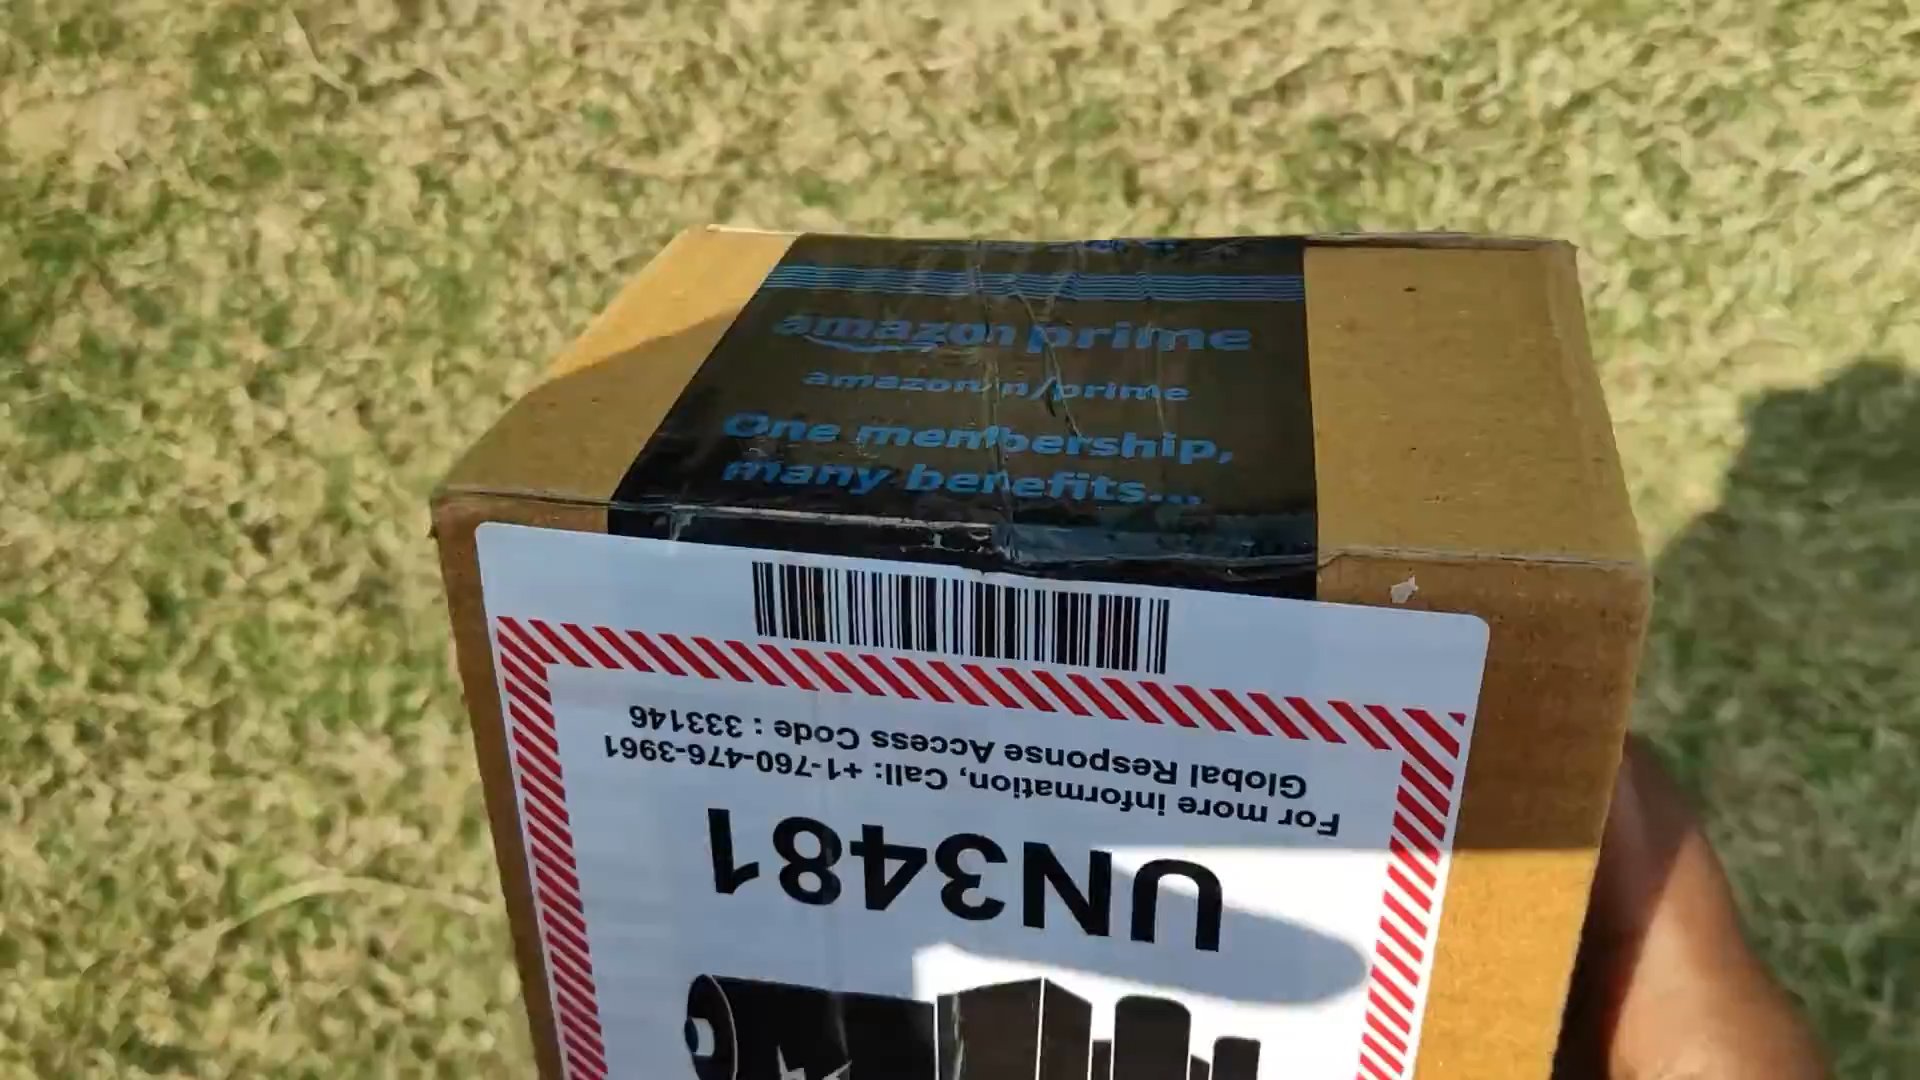 amazon prime
amazon.in/prime
One membership,
many benefits...
UN3481
For more information, Call: +1-760-476-3961
Global Response Access Code : 333146